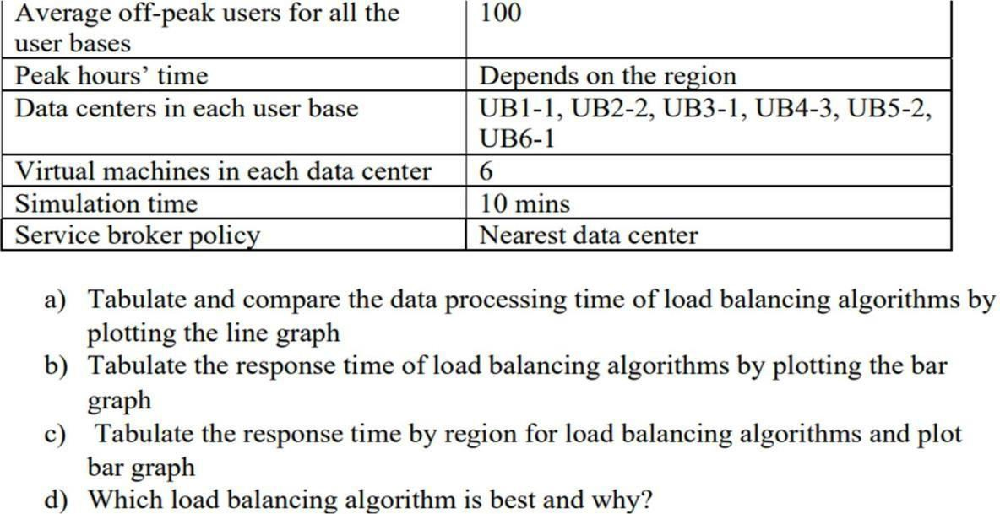 Average off-peak users for all the
user bases
100
Peak hours’ time
Depends on the region
Data centers in each user base
UB1-1, UB2-2, UB3-1, UB4-3, UB5-2,
UB6-1
Virtual machines in each data center
6
Simulation time
10 mins
Service broker policy
Nearest data center
a) Tabulate and compare the data processing time of load balancing algorithms by
plotting the line graph
b) Tabulate the response time of load balancing algorithms by plotting the bar
graph
c) Tabulate the response time by region for load balancing algorithms and plot
bar graph
d) Which load balancing algorithm is best and why?